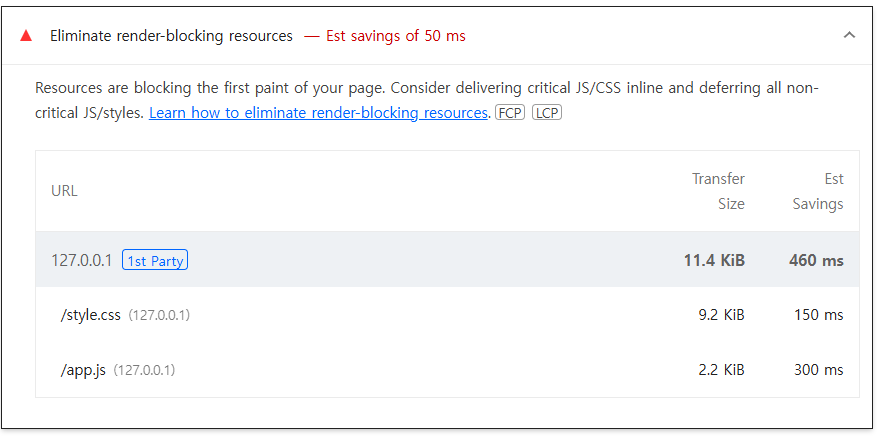 Eliminate render-blocking resources — Est savings of 50 ms
Resources are blocking the first paint of your page. Consider delivering critical JS/CSS inline and deferring all non-
critical JS/styles. Learn how to eliminate render-blocking resources. FCP LCP
URL Transfer Size Est Savings
127.0.0.1 1st Party 11.4 KiB 460 ms
/style.css (127.0.0.1) 9.2 KiB 150 ms
/app.js (127.0.0.1) 2.2 KiB 300 ms